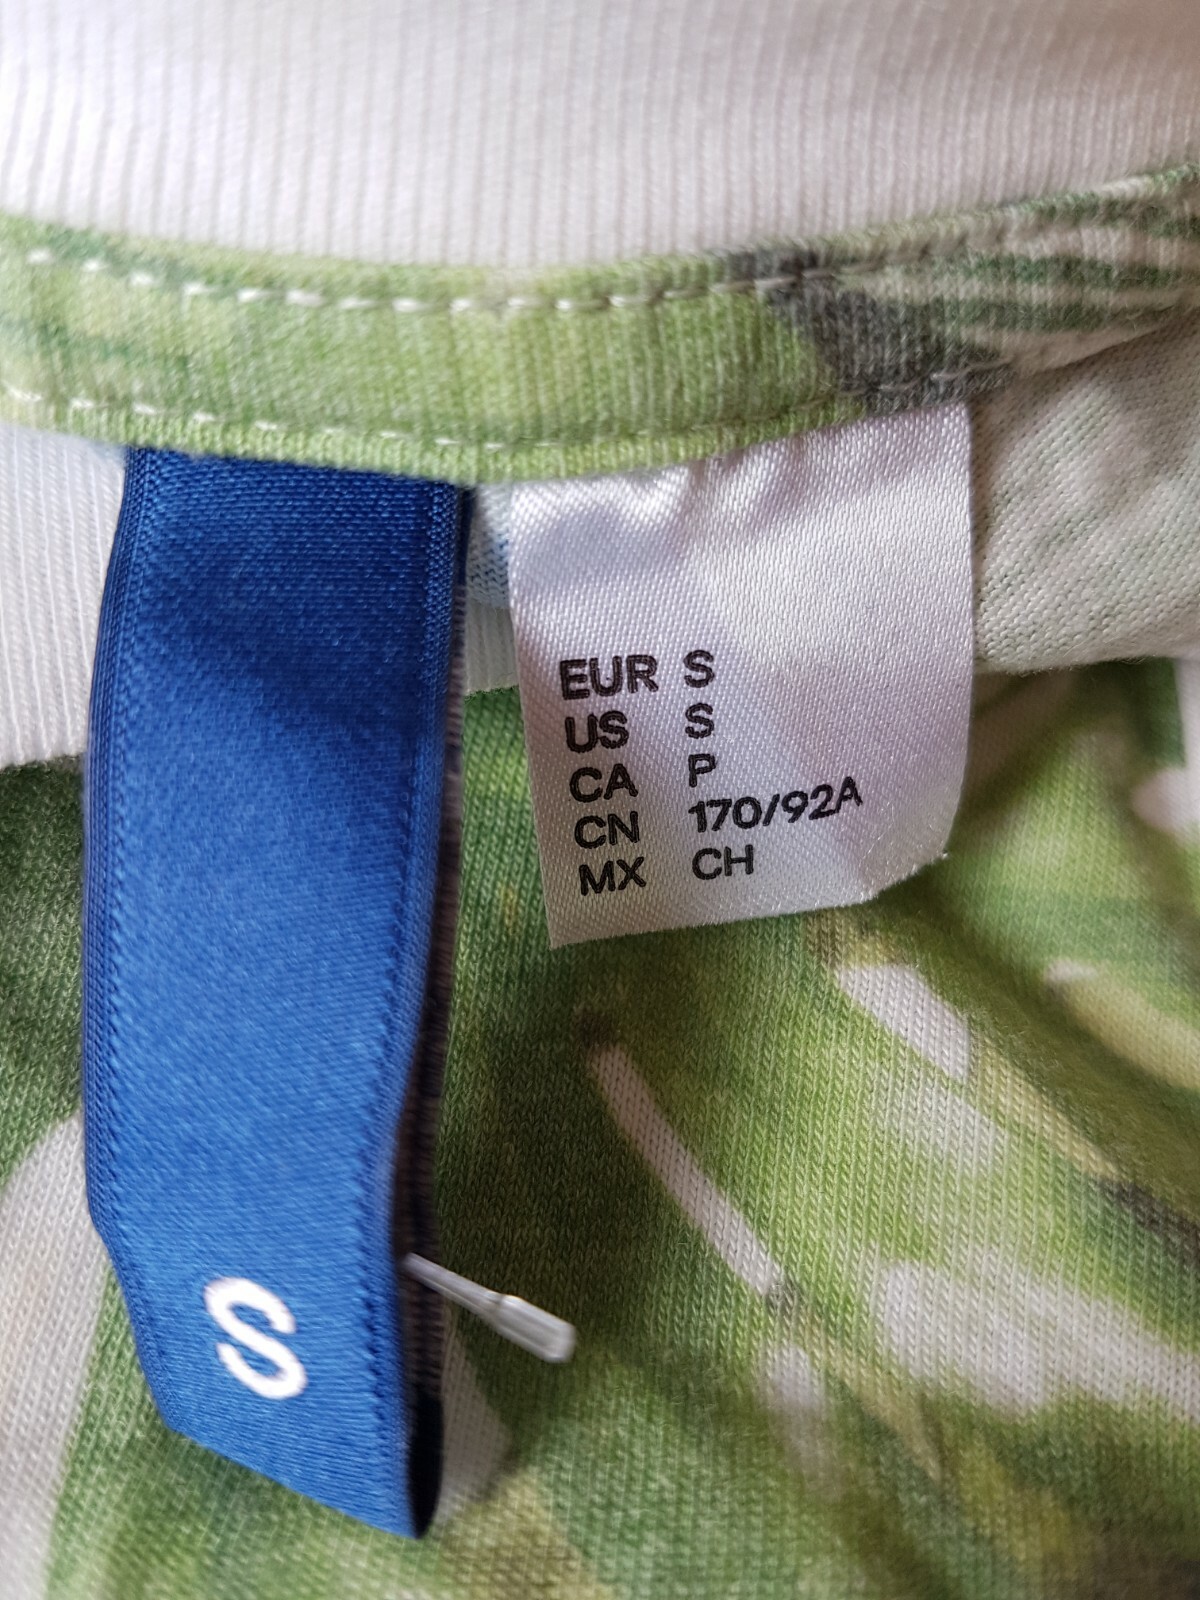 EUR S
US S
CA P
CN 170/92A
MX CH
S